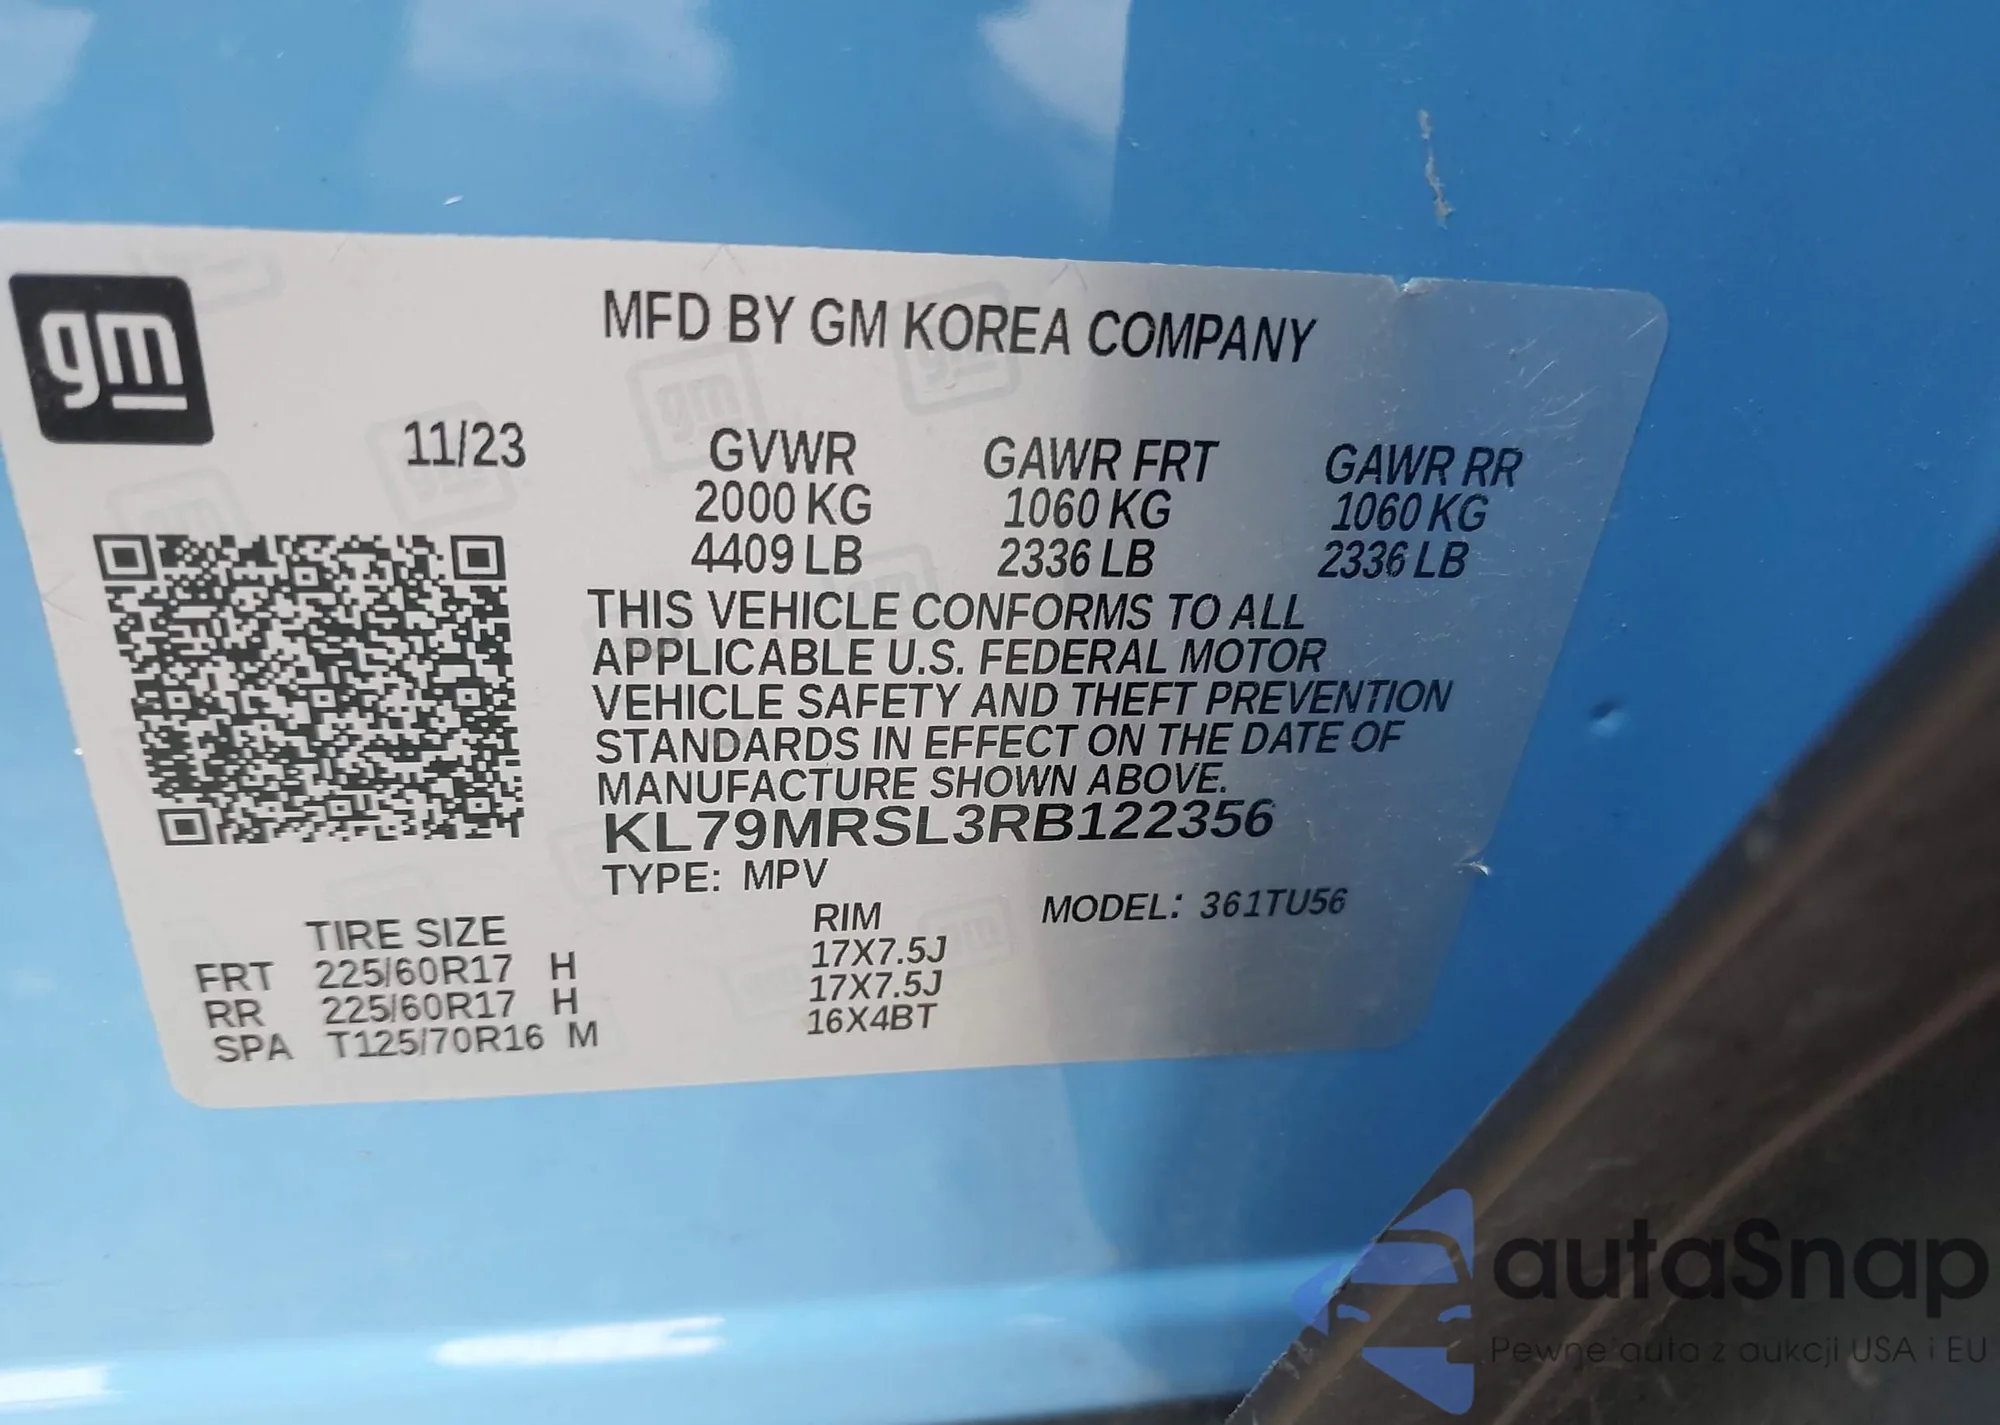 gm
MFD BY GM KOREA COMPANY
11/23 GVWR GAWR FRT GAWR RR
2000 KG 1060 KG 1060 KG
4409 LB 2336 LB 2336 LB
THIS VEHICLE CONFORMS TO ALL
APPLICABLE U.S. FEDERAL MOTOR
VEHICLE SAFETY AND THEFT PREVENTION
STANDARDS IN EFFECT ON THE DATE OF
MANUFACTURE SHOWN ABOVE.
KL79MRSL3RB122356
TYPE: MPV
TIRE SIZE RIM MODEL: 361TU56
FRT 225/60R17 H 17X7.5J
RR 225/60R17 H 17X7.5J
SPA T125/70R16 M 16X4BT
autaSnap
Pewne auta z aukcji USA i EU